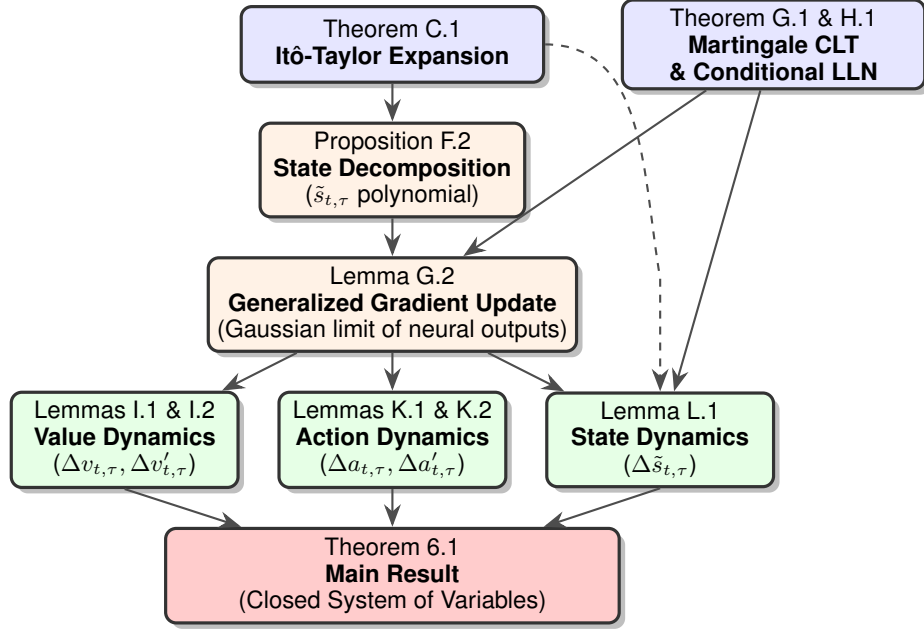 Theorem C.1
Itô-Taylor Expansion
Theorem G.1 & H.1
Martingale CLT
& Conditional LLN
Proposition F.2
State Decomposition
(s̃_{t,τ} polynomial)
Lemma G.2
Generalized Gradient Update
(Gaussian limit of neural outputs)
Lemmas I.1 & I.2
Value Dynamics
(Δv_{t,τ}, Δv′_{t,τ})
Lemmas K.1 & K.2
Action Dynamics
(Δa_{t,τ}, Δa′_{t,τ})
Lemma L.1
State Dynamics
(Δs̃_{t,τ})
Theorem 6.1
Main Result
(Closed System of Variables)